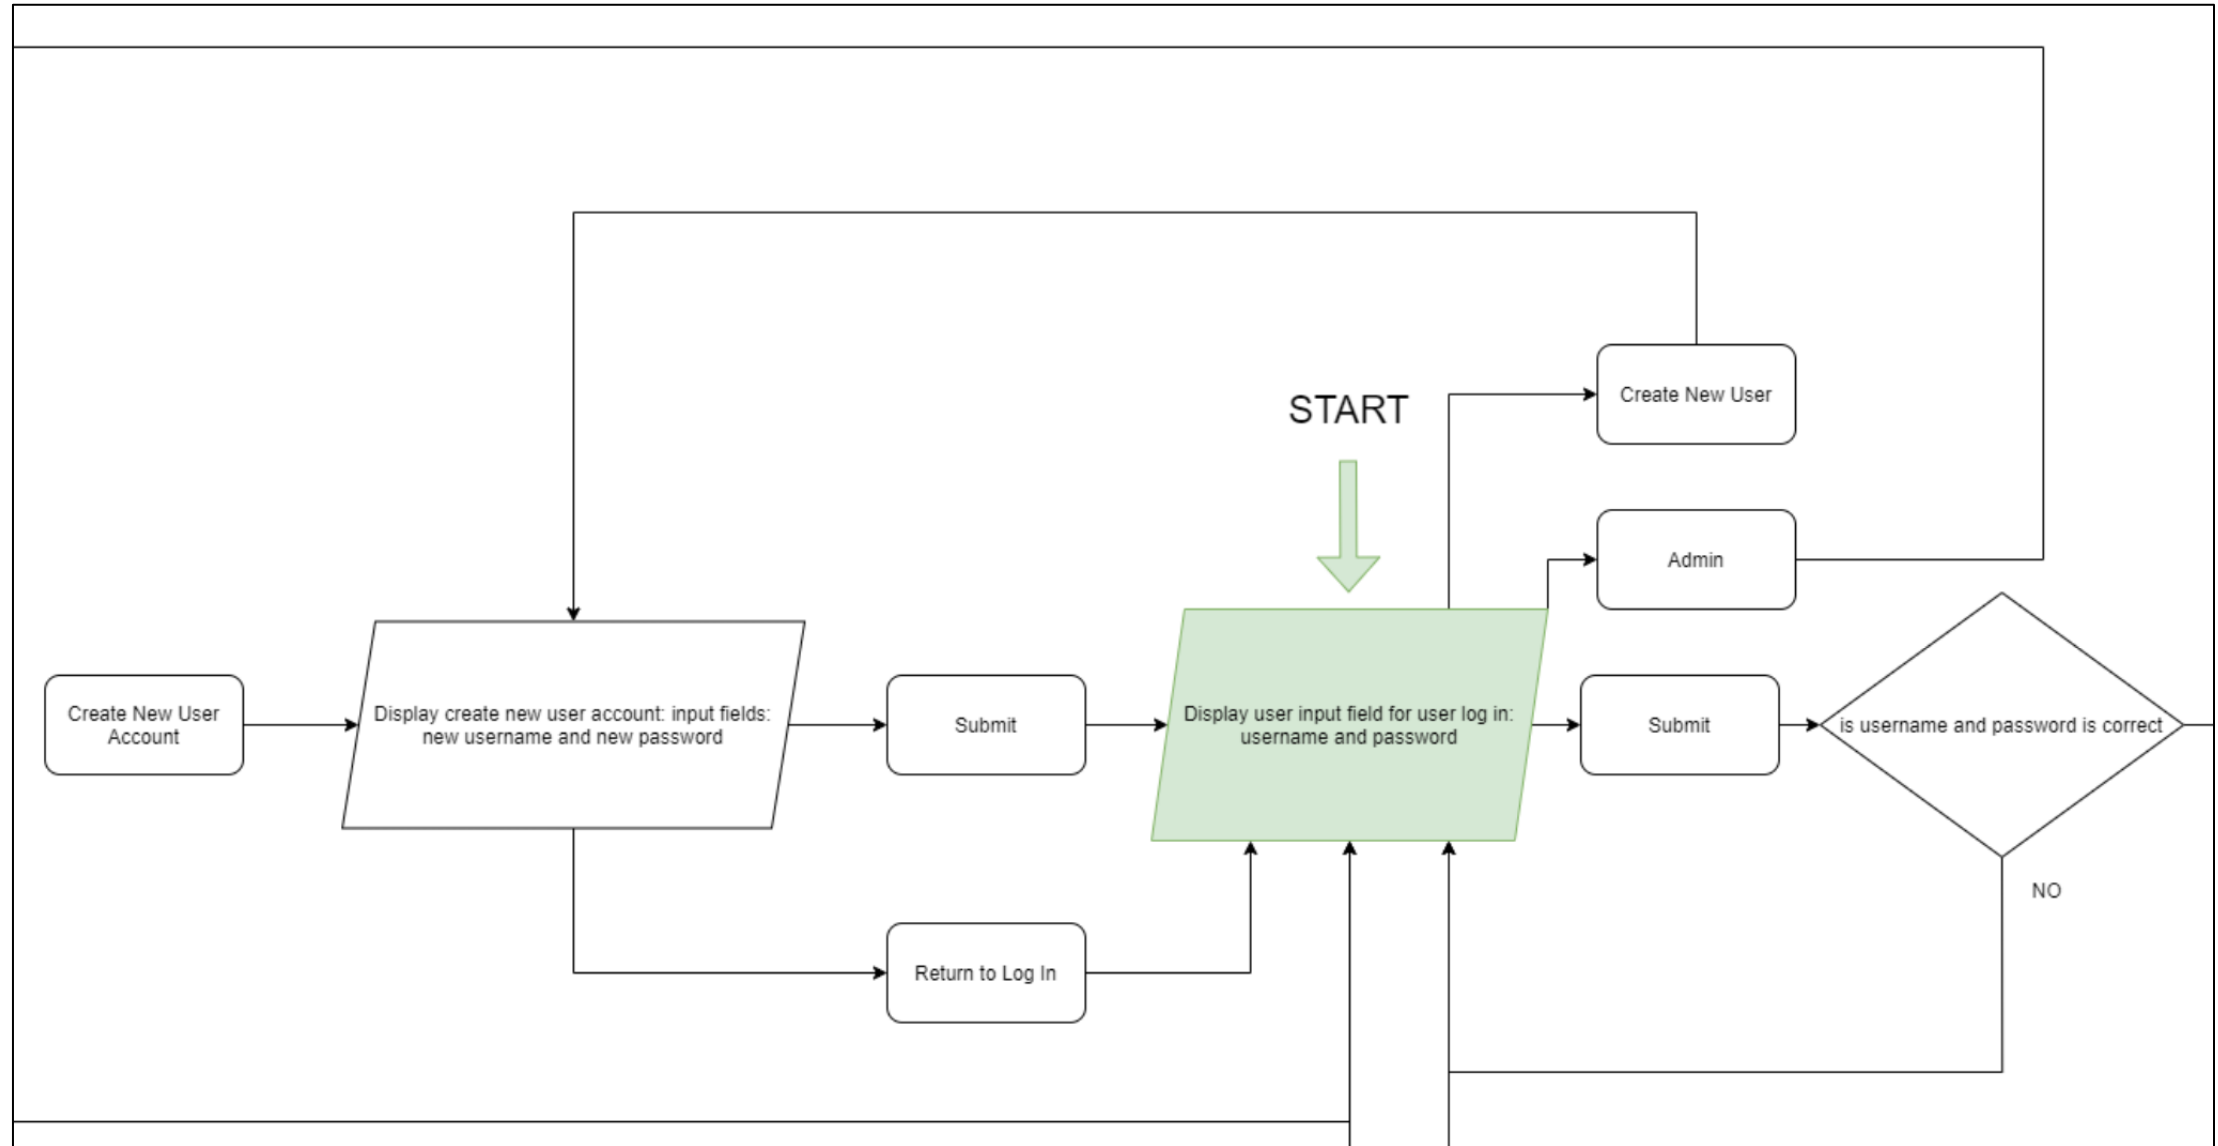 START
Create New User
Admin
Create New User
Account
Display create new user account: input fields:
new username and new password
Submit
Display user input field for user log in:
username and password
Submit
is username and password is correct
NO
Return to Log In